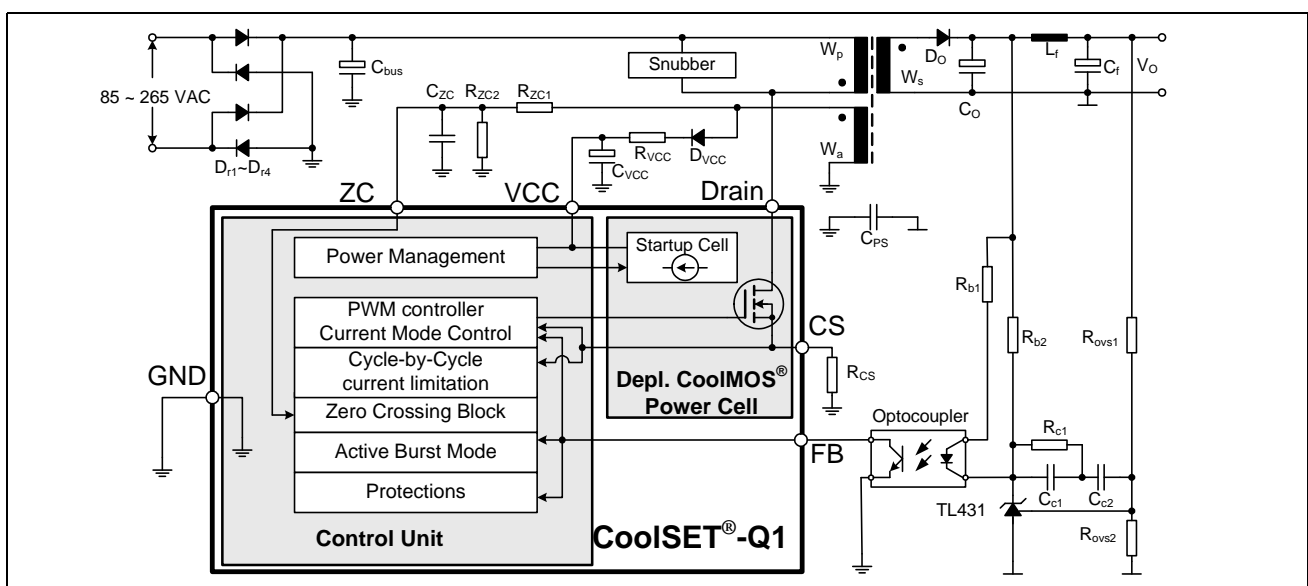 85 ~ 265 VAC
Dr1~Dr4
Cbus
Snubber
Wp
Ws
Wa
DO
CO
Lf
Cf
VO
CZC
RZC2
RZC1
RVCC
DVCC
CVCC
ZC
VCC
Drain
CPS
Power Management
Startup Cell
PWM controller
Current Mode Control
Cycle-by-Cycle
current limitation
Zero Crossing Block
Active Burst Mode
Protections
Control Unit
Depl. CoolMOS®
Power Cell
CoolSET®-Q1
GND
CS
RCS
FB
Optocoupler
Rb1
Rb2
Rovs1
Rc1
Cc1
Cc2
TL431
Rovs2